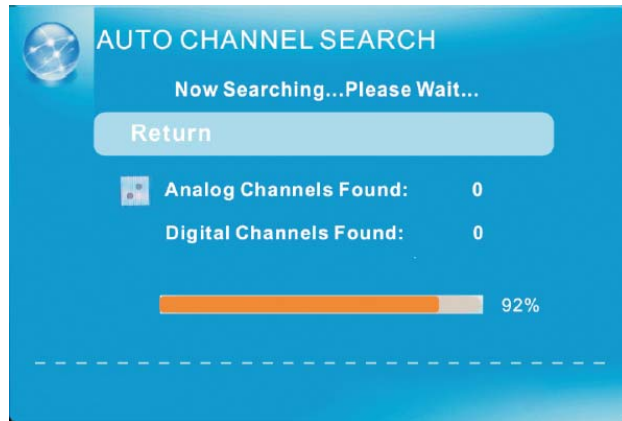 AUTO CHANNEL SEARCH
Now Searching...Please Wait...
Return
Analog Channels Found: 0
Digital Channels Found: 0
92%